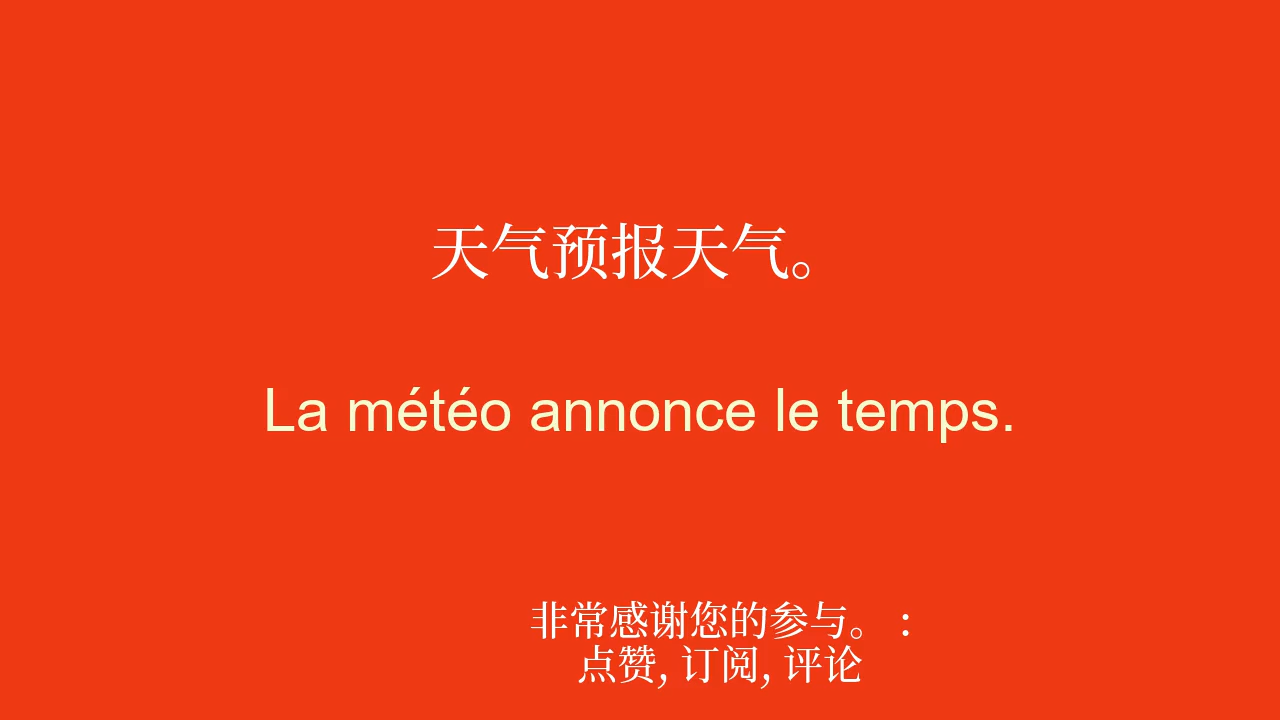 天气预报天气。
La météo annonce le temps.
非常感谢您的参与。 :
点赞, 订阅, 评论